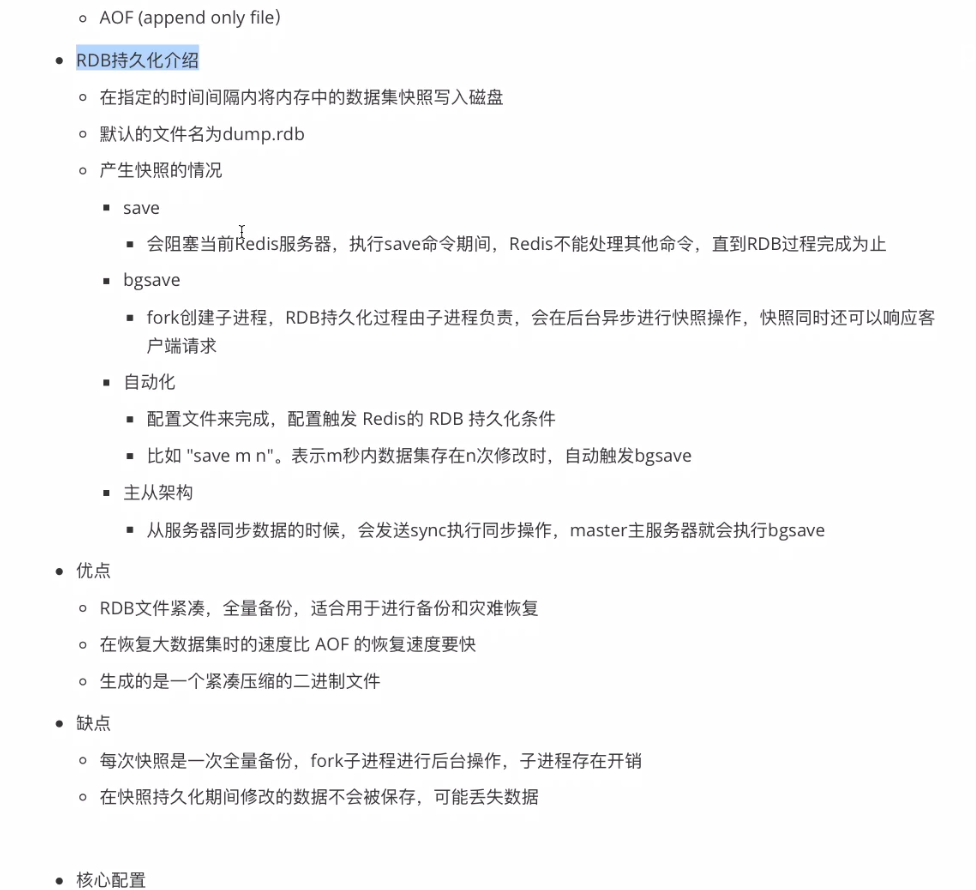 AOF (append only file)
RDB持久化介绍
在指定的时间间隔内将内存中的数据集快照写入磁盘
默认的文件名为dump.rdb
产生快照的情况
save
会阻塞当前Redis服务器，执行save命令期间，Redis不能处理其他命令，直到RDB过程完成为止
bgsave
fork创建子进程，RDB持久化过程由子进程负责，会在后台异步进行快照操作，快照同时还可以响应客
户端请求
自动化
配置文件来完成，配置触发 Redis的 RDB 持久化条件
比如 "save m n"。表示m秒内数据集存在n次修改时，自动触发bgsave
主从架构
从服务器同步数据的时候，会发送sync执行同步操作，master主服务器就会执行bgsave
优点
RDB文件紧凑，全量备份，适合用于进行备份和灾难恢复
在恢复大数据集时的速度比 AOF 的恢复速度要快
生成的是一个紧凑压缩的二进制文件
缺点
每次快照是一次全量备份，fork子进程进行后台操作，子进程存在开销
在快照持久化期间修改的数据不会被保存，可能丢失数据
核心配置